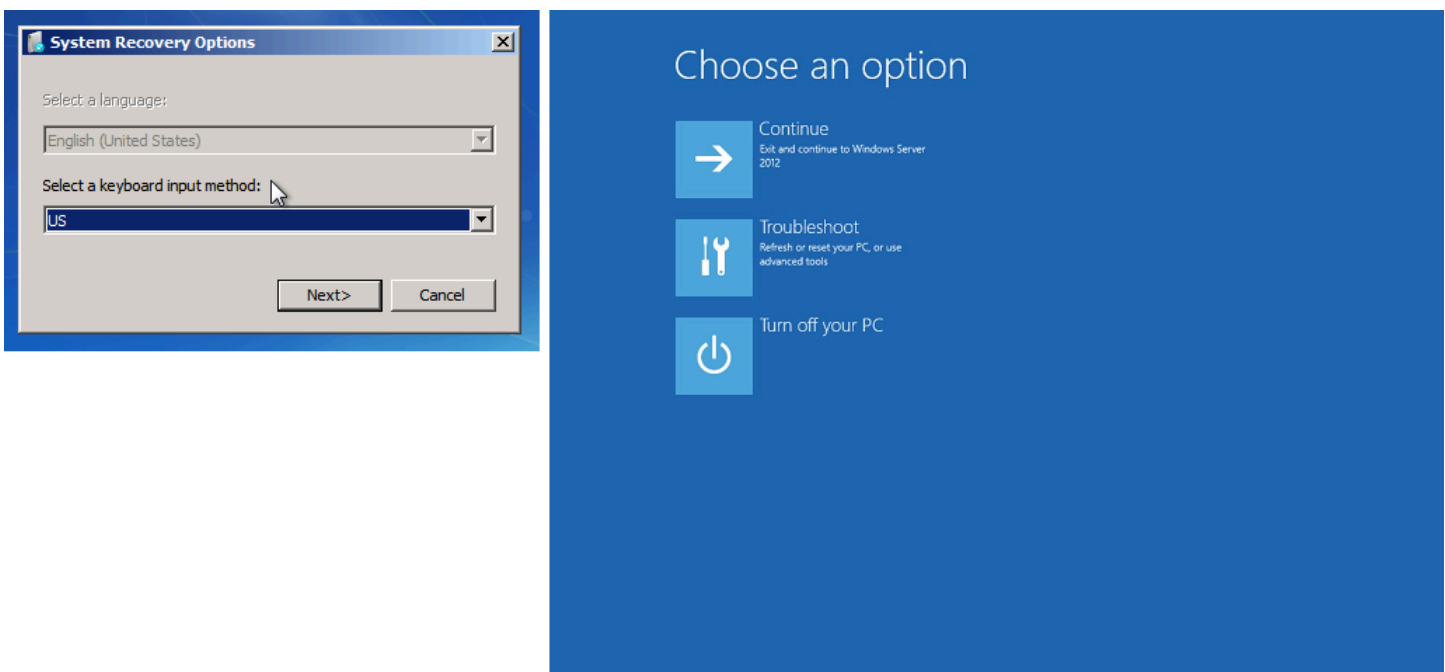 System Recovery Options
Select a language:
English (United States)
Select a keyboard input method:
US
Next>
Cancel
Choose an option
Continue
Exit and continue to Windows Server
2012
Troubleshoot
Refresh or reset your PC, or use
advanced tools
Turn off your PC